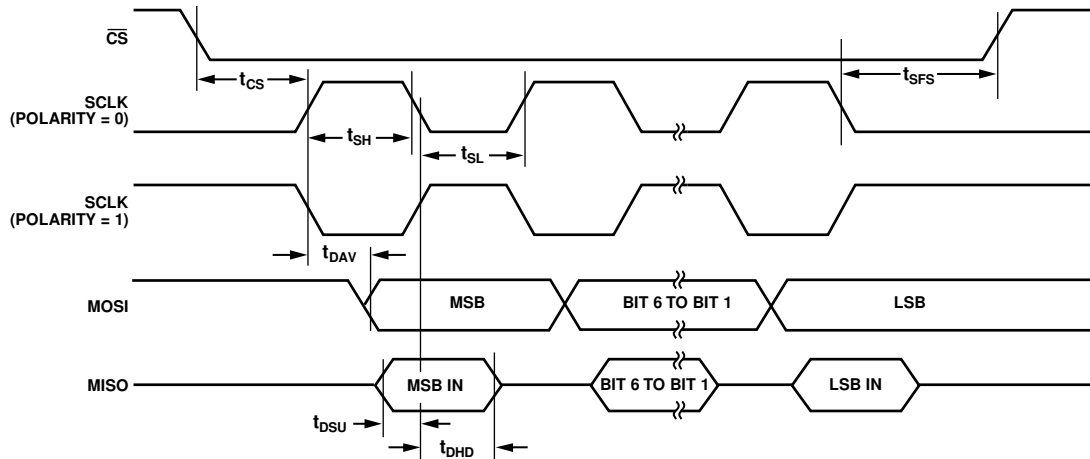 CS
tCS
tSFS
SCLK
(POLARITY = 0)
tSH
tSL
SCLK
(POLARITY = 1)
tDAV
MOSI
MSB
BIT 6 TO BIT 1
LSB
MISO
MSB IN
BIT 6 TO BIT 1
LSB IN
tDSU
tDHD